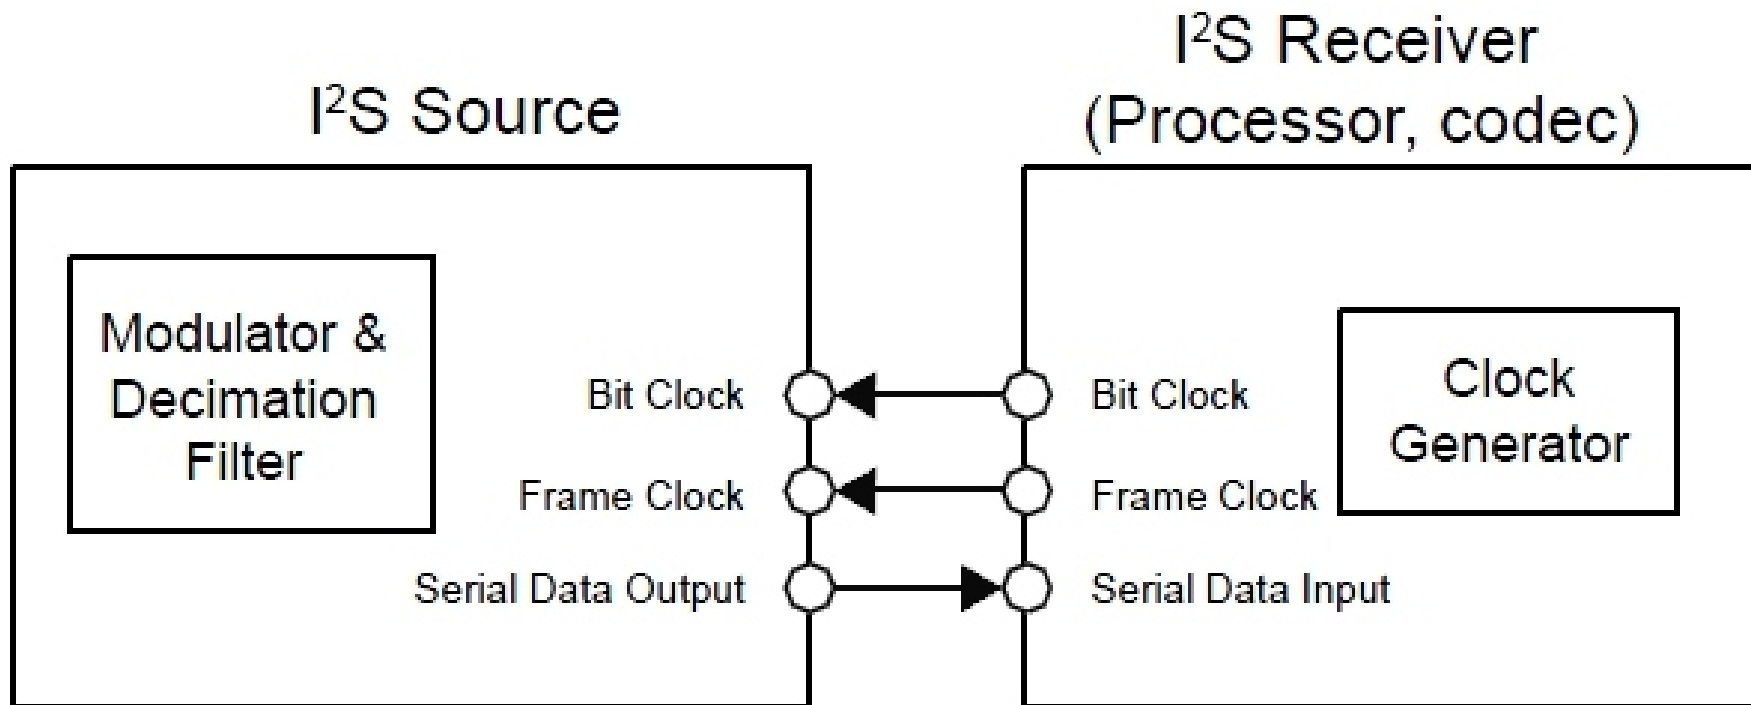 I²S Source
I²S Receiver
(Processor, codec)
Modulator &
Decimation
Filter
Bit Clock
Frame Clock
Serial Data Output
Bit Clock
Frame Clock
Serial Data Input
Clock
Generator